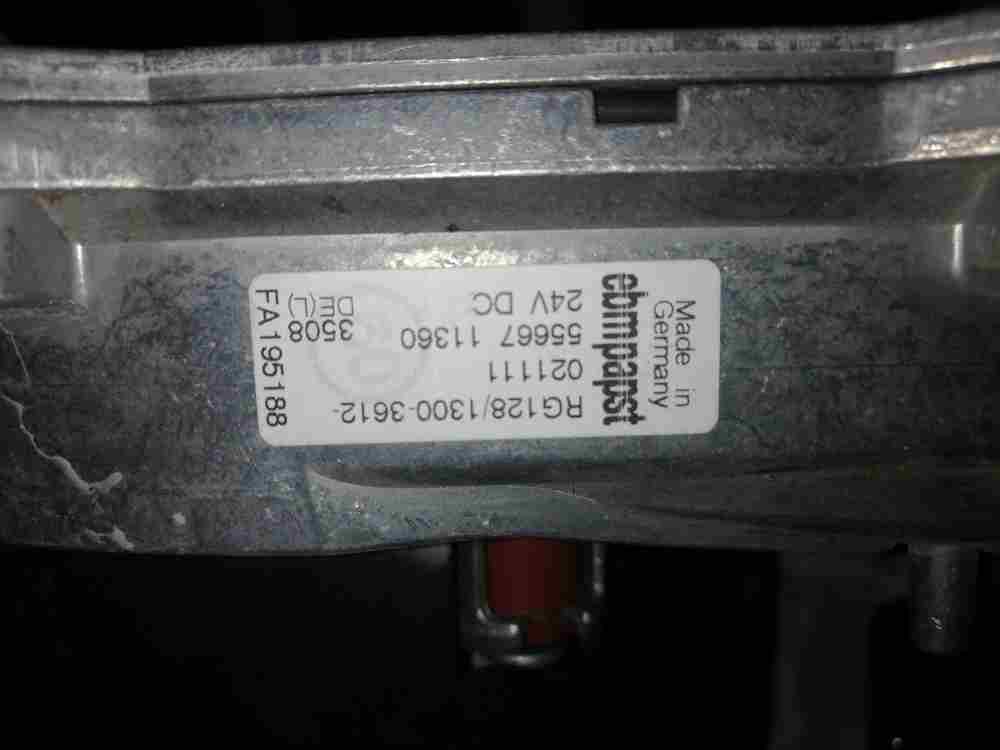 RG128/1300-3612-
021111
55667 11360
24V DC
ebmpapst
Made in
Germany
3508
DE(L)
FA195188